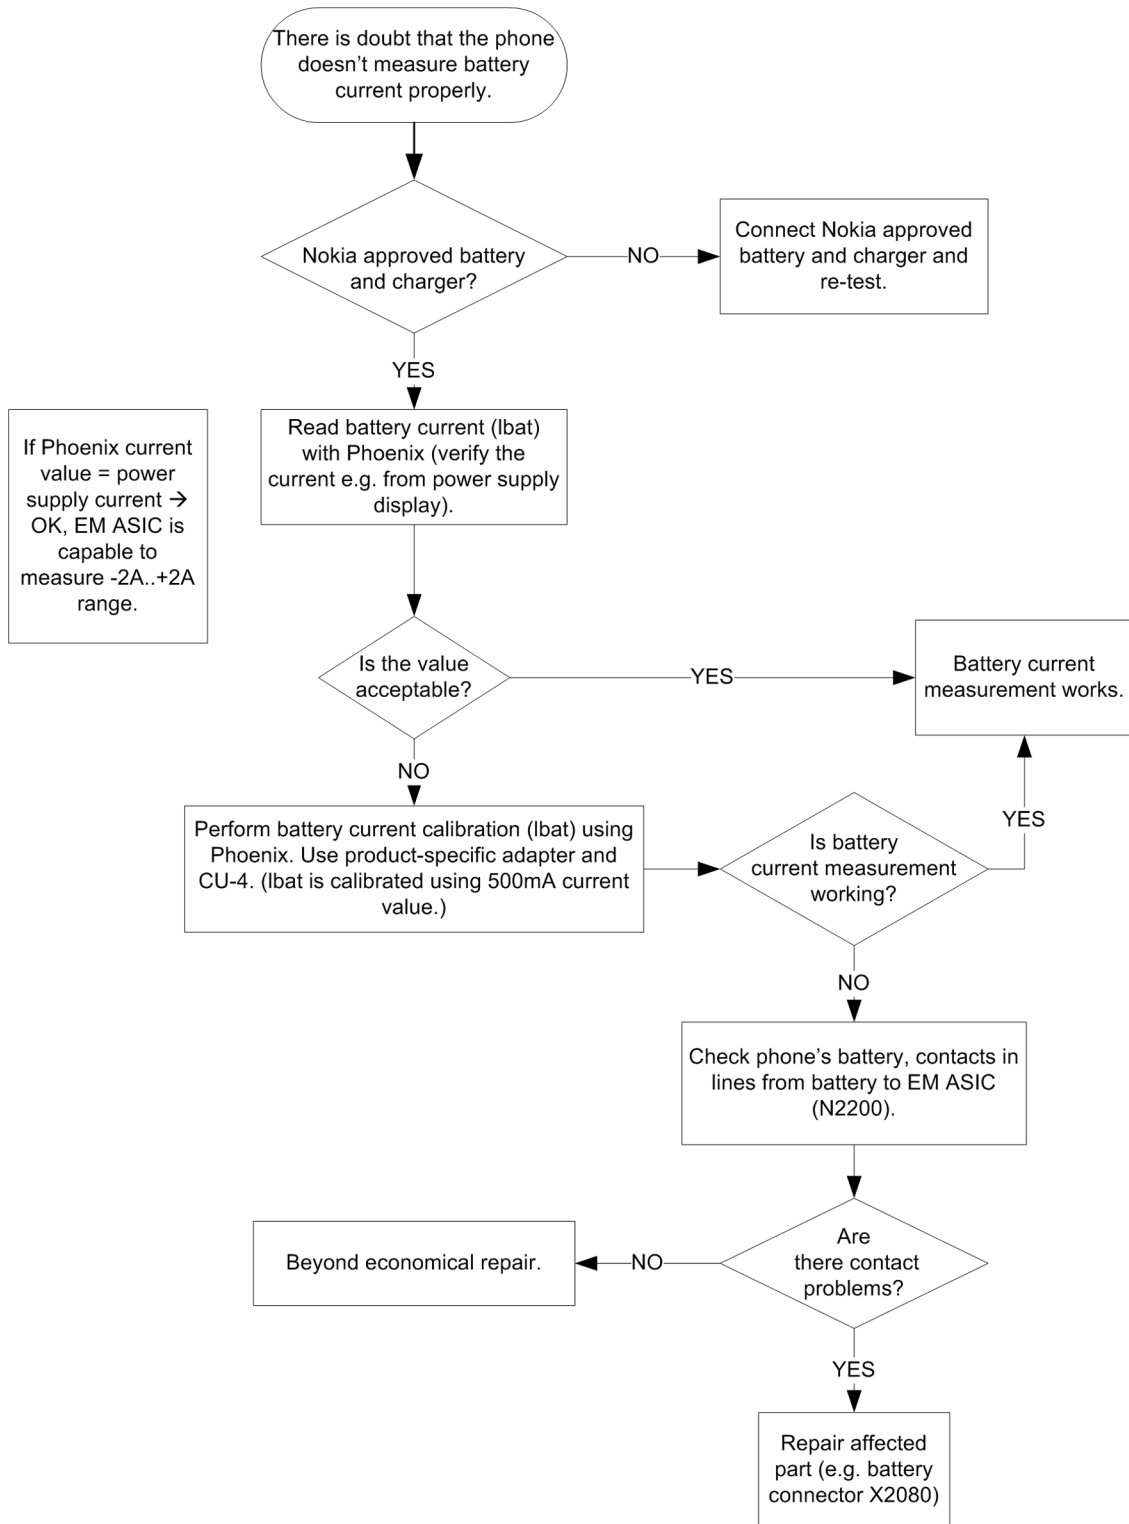 There is doubt that the phone
doesn't measure battery
current properly.
Nokia approved battery
and charger?
NO
Connect Nokia approved
battery and charger and
re-test.
YES
If Phoenix current
value = power
supply current →
OK, EM ASIC is
capable to
measure -2A..+2A
range.
Read battery current (Ibat)
with Phoenix (verify the
current e.g. from power supply
display).
Is the value
acceptable?
YES
Battery current
measurement works.
NO
Perform battery current calibration (Ibat) using
Phoenix. Use product-specific adapter and
CU-4. (Ibat is calibrated using 500mA current
value.)
Is battery
current measurement
working?
YES
NO
Check phone's battery, contacts in
lines from battery to EM ASIC
(N2200).
Are
there contact
problems?
NO
Beyond economical repair.
YES
Repair affected
part (e.g. battery
connector X2080)